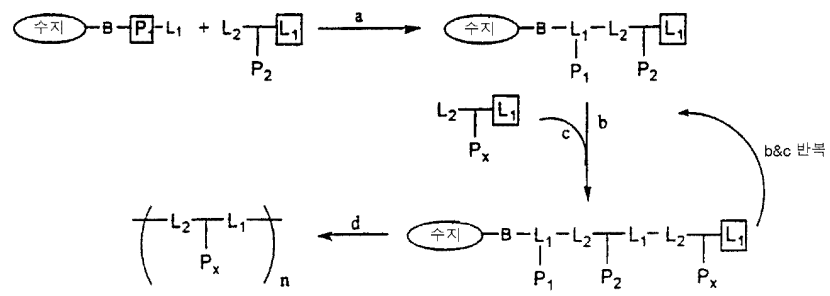 수지 B P₁ L₁ + L₂ L₁ a 수지 B L₁ L₂ L₁
P₂ P₁ P₂
L₂ L₁ c b b&c 반복
Pₓ
L₂ L₁ d 수지 B L₁ L₂ L₁ L₂ L₁
Pₓ n P₁ P₂ Pₓ